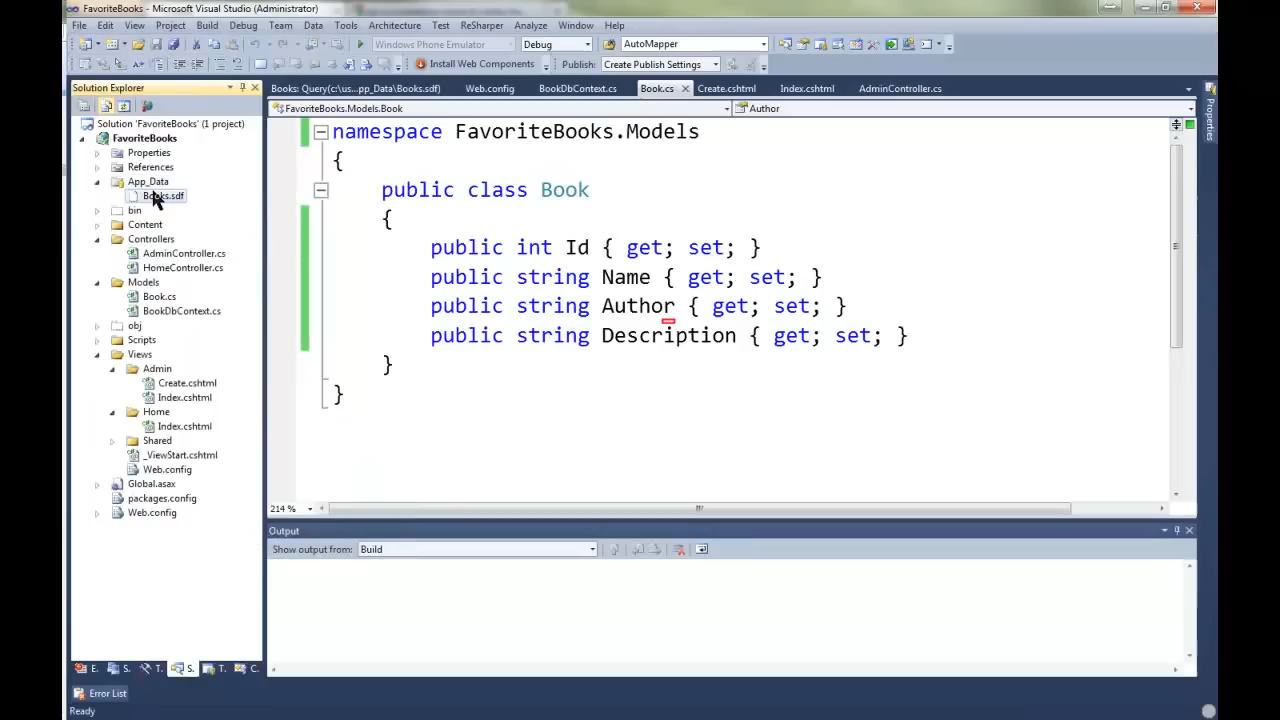 FavoriteBooks - Microsoft Visual Studio (Administrator)
File Edit View Project Build Debug Team Data Tools Architecture Test ReSharper Analyze Window Help
Windows Phone Emulator Debug AutoMapper
Install Web Components Publish: Create Publish Settings
Solution Explorer
Books: Query(c:\us...pp_Data\Books.sdf) Web.config BookDbContext.cs Book.cs Create.cshtml Index.cshtml AdminController.cs
FavoriteBooks.Models.Book Author
Solution 'FavoriteBooks' (1 project)
FavoriteBooks
Properties
References
App_Data
Books.sdf
bin
Content
Controllers
AdminController.cs
HomeController.cs
Models
Book.cs
BookDbContext.cs
obj
Scripts
Views
Admin
Create.cshtml
Index.cshtml
Home
Index.cshtml
Shared
_ViewStart.cshtml
Web.config
Global.asax
packages.config
Web.config
namespace FavoriteBooks.Models
{
public class Book
{
public int Id { get; set; }
public string Name { get; set; }
public string Author { get; set; }
public string Description { get; set; }
}
}
214 %
Output
Show output from: Build
E. S. T. S. T. C.
Error List
Ready
Properties